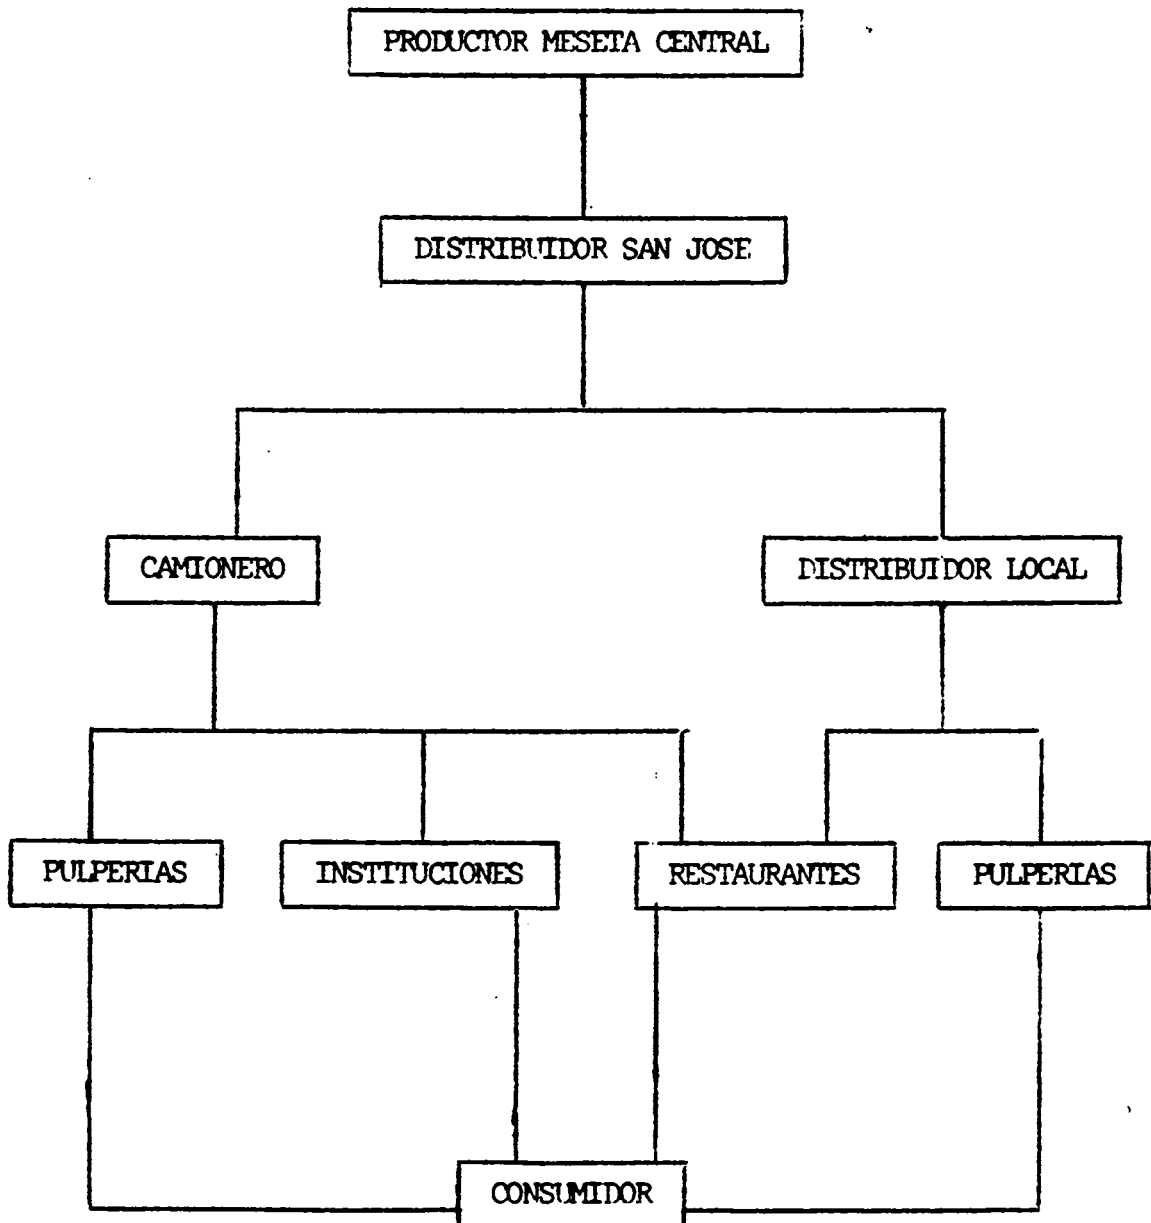 PRODUCTOR MESETA CENTRAL
DISTRIBUIDOR SAN JOSE
CAMIONERO
DISTRIBUIDOR LOCAL
PULPERIAS
INSTITUCIONES
RESTAURANTES
PULPERIAS
CONSUMIDOR